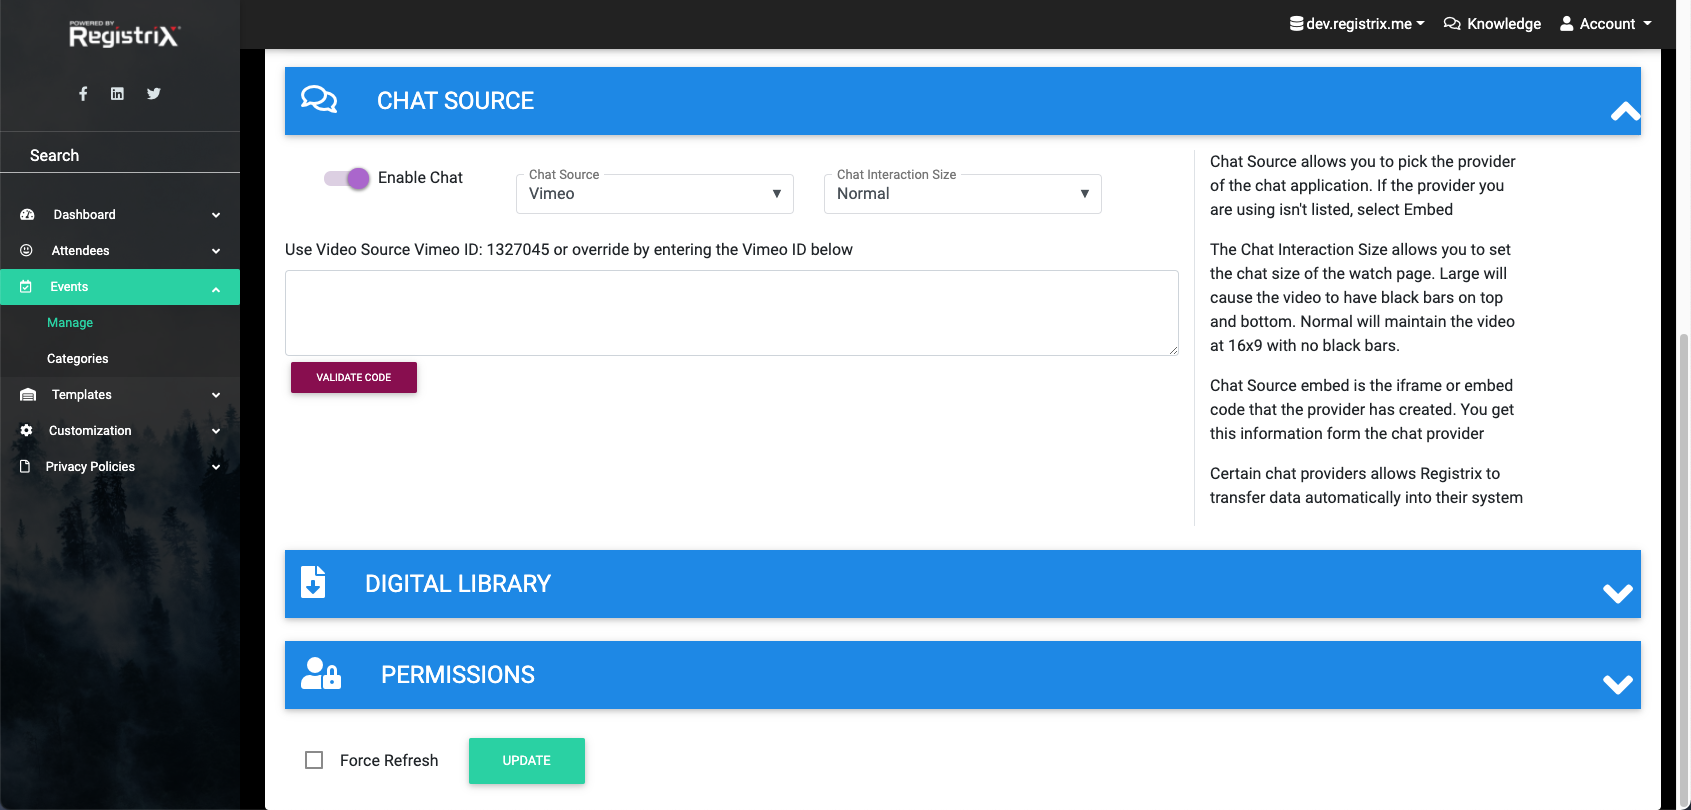 POWERED BY
RegistriX
dev.registrix.me
Knowledge
Account
Search
Dashboard
Attendees
Events
Manage
Categories
Templates
Customization
Privacy Policies
CHAT SOURCE
Enable Chat
Chat Source
Vimeo
Chat Interaction Size
Normal
Use Video Source Vimeo ID: 1327045 or override by entering the Vimeo ID below
VALIDATE CODE
Chat Source allows you to pick the provider
of the chat application. If the provider you
are using isn't listed, select Embed
The Chat Interaction Size allows you to set
the chat size of the watch page. Large will
cause the video to have black bars on top
and bottom. Normal will maintain the video
at 16x9 with no black bars.
Chat Source embed is the iframe or embed
code that the provider has created. You get
this information form the chat provider
Certain chat providers allows Registrix to
transfer data automatically into their system
DIGITAL LIBRARY
PERMISSIONS
Force Refresh
UPDATE